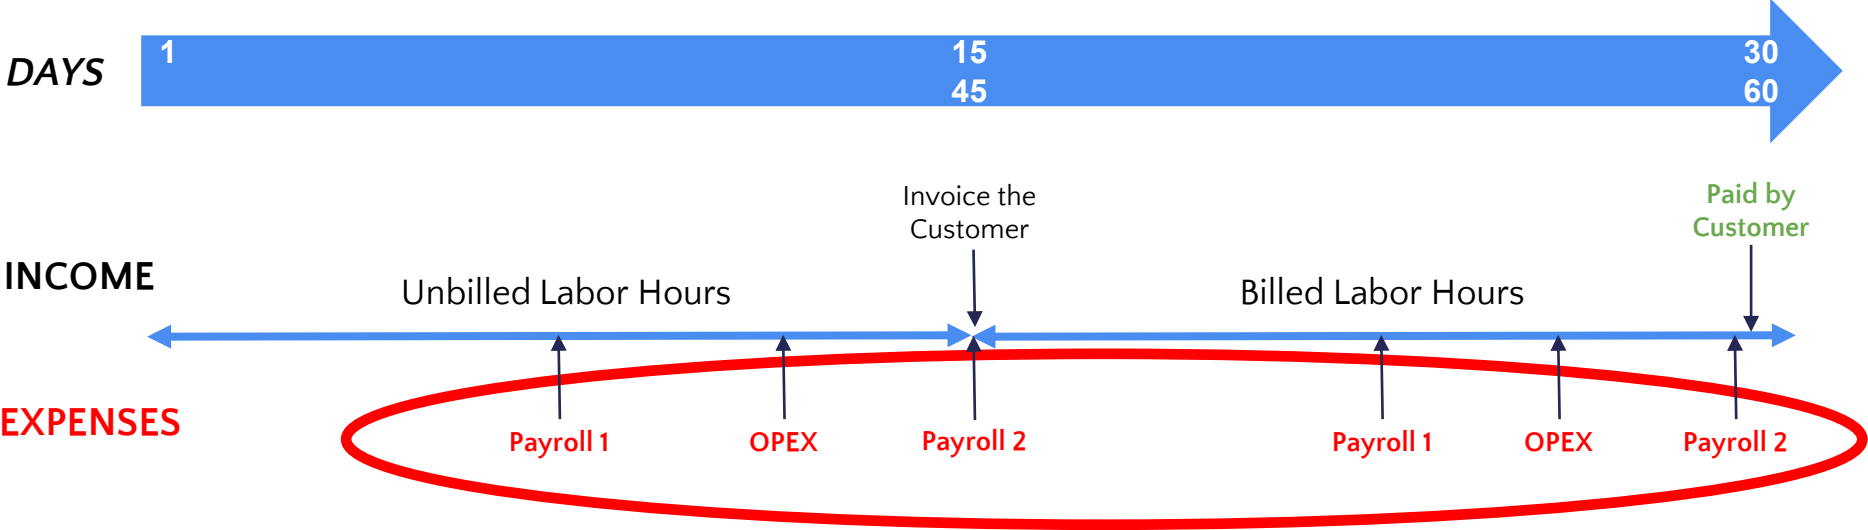 DAYS
1 15 30
45 60
Invoice the
Customer
Paid by
Customer
INCOME
Unbilled Labor Hours
Billed Labor Hours
EXPENSES
Payroll 1
OPEX
Payroll 2
Payroll 1
OPEX
Payroll 2